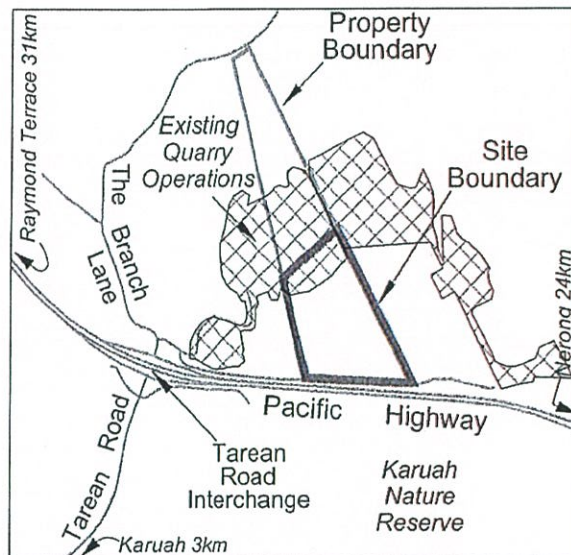 Property
Boundary
Raymond Terrace 31km
Existing
Quarry
Operations
Site
Boundary
The Branch
Lane
Nerong 24km
Pacific Highway
Tarean
Road
Interchange
Karuah
Nature
Reserve
Tarean Road
Karuah 3km